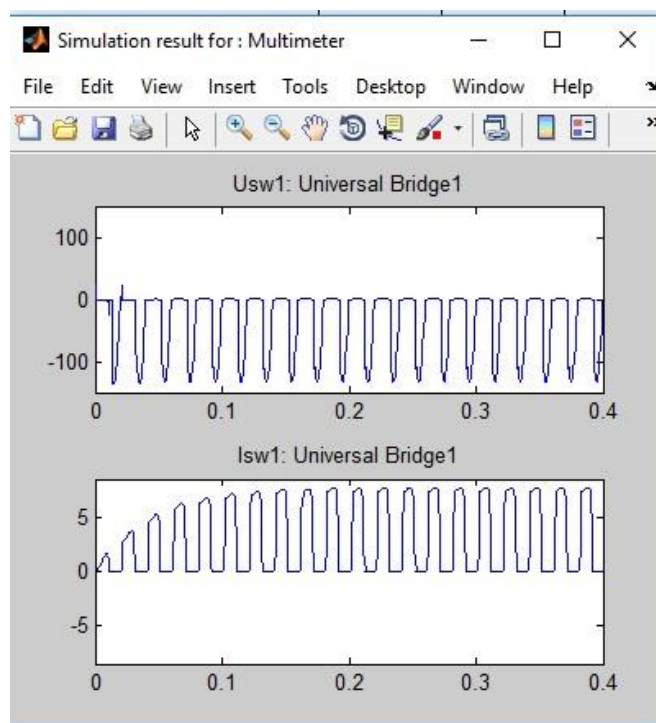 Simulation result for : Multimeter
File Edit View Insert Tools Desktop Window Help
Usw1: Universal Bridge1
100
0
-100
0 0.1 0.2 0.3 0.4
Isw1: Universal Bridge1
5
0
-5
0 0.1 0.2 0.3 0.4